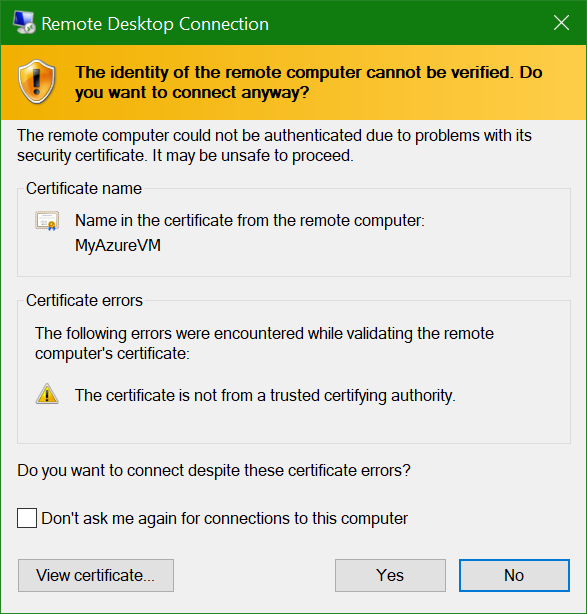 Remote Desktop Connection
The identity of the remote computer cannot be verified. Do
you want to connect anyway?
The remote computer could not be authenticated due to problems with its
security certificate. It may be unsafe to proceed.
Certificate name
Name in the certificate from the remote computer:
MyAzureVM
Certificate errors
The following errors were encountered while validating the remote
computer's certificate:
The certificate is not from a trusted certifying authority.
Do you want to connect despite these certificate errors?
Don't ask me again for connections to this computer
View certificate...
Yes
No